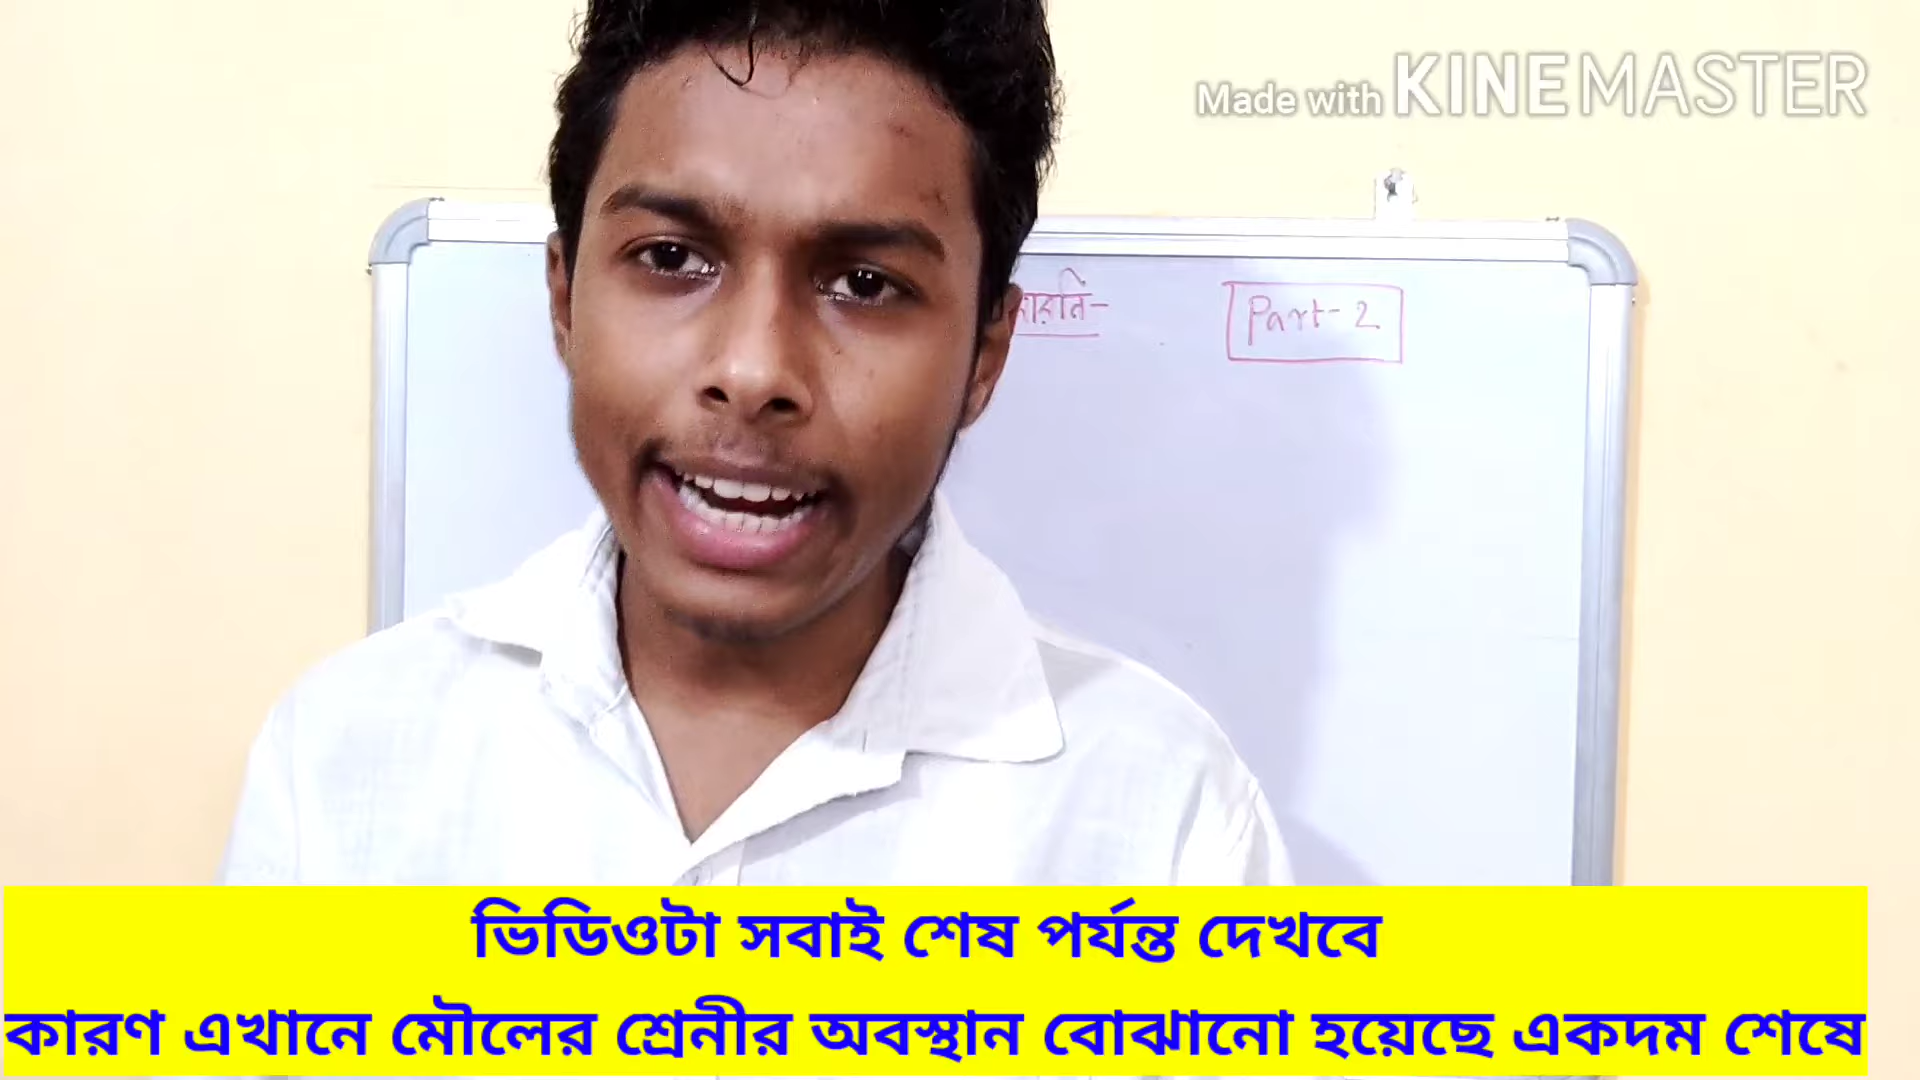 Made with KINEMASTER
Part-2
ভিডিওটা সবাই শেষ পর্যন্ত দেখবে
কারণ এখানে মৌলের শ্রেনীর অবস্থান বোঝানো হয়েছে একদম শেষে